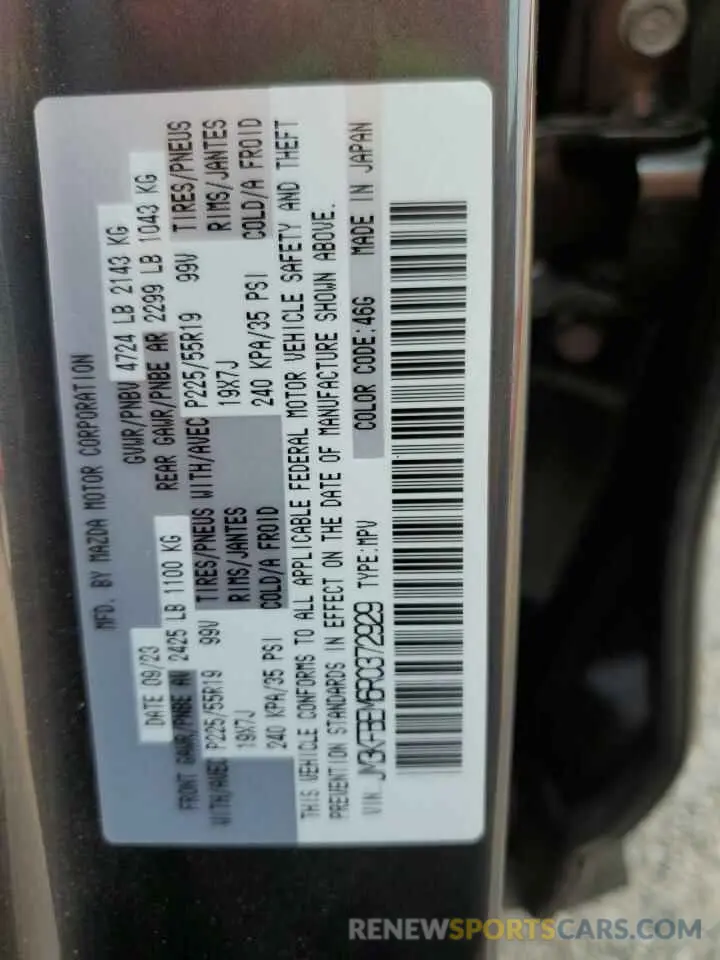 MFD. BY MAZDA MOTOR CORPORATION
DATE 09/23 GVWR/PNBV 4724 LB 2143 KG
FRONT GAWR/PNBE AV 2425 LB 1100 KG REAR GAWR/PNBE AR 2299 LB 1043 KG
WITH/AVEC P225/55R19 99V TIRES/PNEUS WITH/AVEC P225/55R19 99V TIRES/PNEUS
19X7J RIMS/JANTES 19X7J RIMS/JANTES
240 KPA/35 PSI COLD/A FROID 240 KPA/35 PSI COLD/A FROID
THIS VEHICLE CONFORMS TO ALL APPLICABLE FEDERAL MOTOR VEHICLE SAFETY AND THEFT
PREVENTION STANDARDS IN EFFECT ON THE DATE OF MANUFACTURE SHOWN ABOVE.
VIN: JM3KFBEM6R0372929 TYPE:MPV COLOR CODE:46G MADE IN JAPAN
RENEWSPORTSCARS.COM